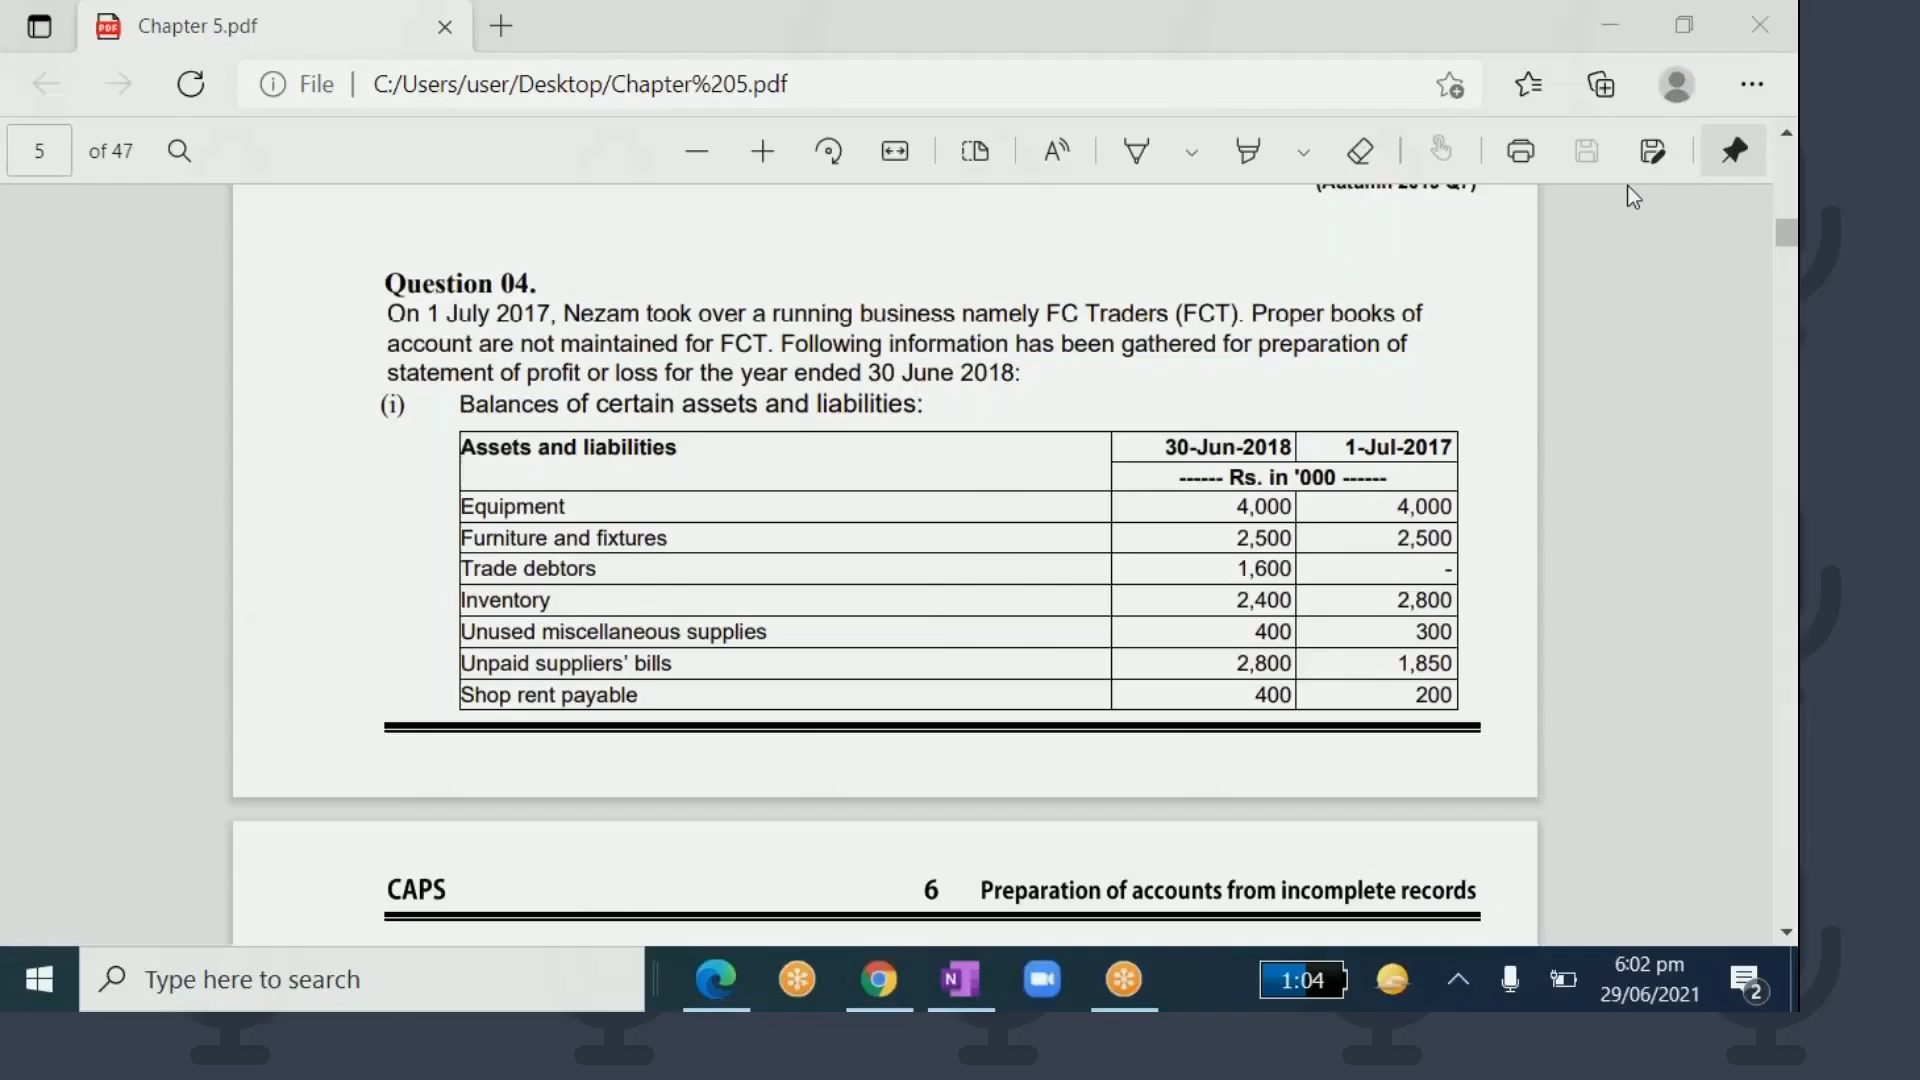 Chapter 5.pdf
File
C:/Users/user/Desktop/Chapter%205.pdf
5 of 47
Question 04.
On 1 July 2017, Nezam took over a running business namely FC Traders (FCT). Proper books of
account are not maintained for FCT. Following information has been gathered for preparation of
statement of profit or loss for the year ended 30 June 2018:
(i) Balances of certain assets and liabilities:
Assets and liabilities 30-Jun-2018 1-Jul-2017
------ Rs. in '000 ------
Equipment 4,000 4,000
Furniture and fixtures 2,500 2,500
Trade debtors 1,600 -
Inventory 2,400 2,800
Unused miscellaneous supplies 400 300
Unpaid suppliers’ bills 2,800 1,850
Shop rent payable 400 200
CAPS 6 Preparation of accounts from incomplete records
Type here to search
1:04
6:02 pm
29/06/2021
2